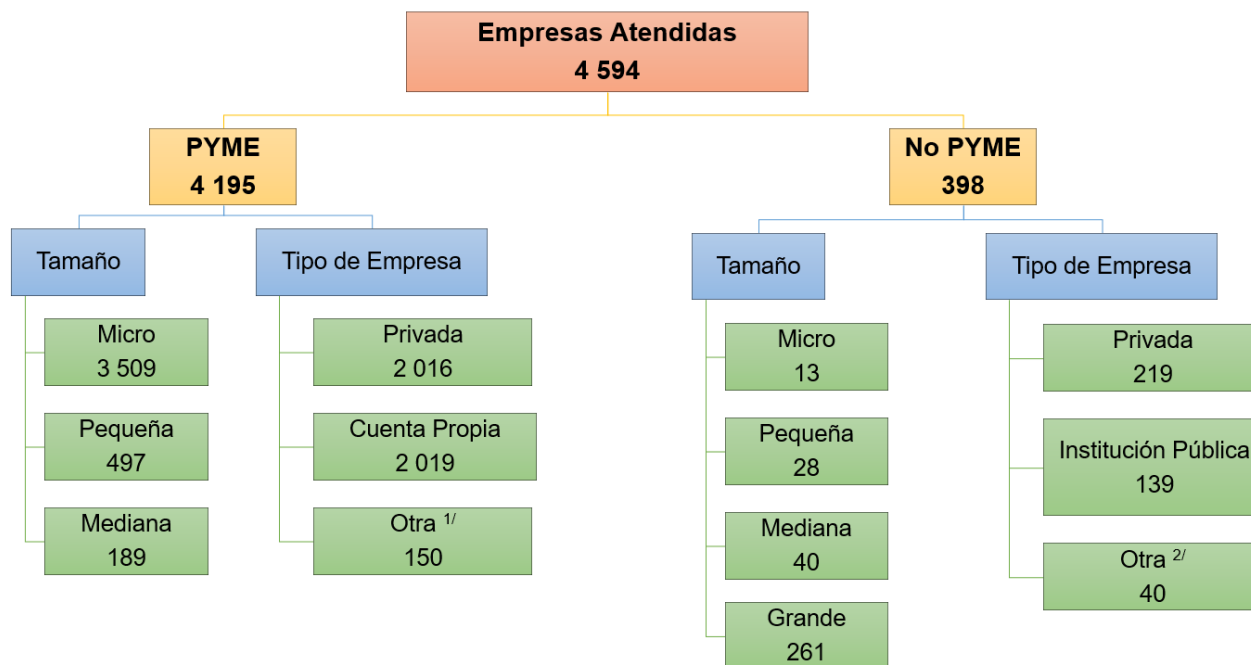 Empresas Atendidas
4 594
PYME
4 195
Tamaño
Micro
3 509
Pequeña
497
Mediana
189
Tipo de Empresa
Privada
2 016
Cuenta Propia
2 019
Otra 1/
150
No PYME
398
Tamaño
Micro
13
Pequeña
28
Mediana
40
Grande
261
Tipo de Empresa
Privada
219
Institución Pública
139
Otra 2/
40